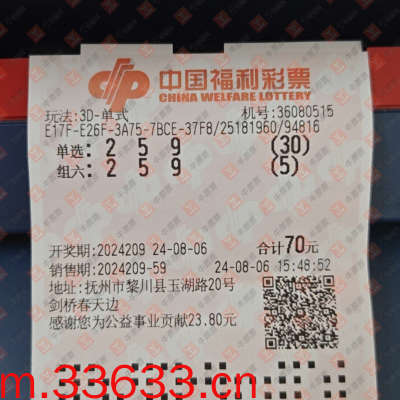 中国福利彩票
CHINA WELFARE LOTTERY
玩法:3D-单式 机号:36080515
E17F-E26F-3A75-7BCE-37F8/25181960/94816
单选: 2 5 9 (30)
组六: 2 5 9 (5)
开奖期:2024209 24-08-06 合计70元
销售期:2024209-59 24-08-06 15:48:52
地址:抚州市黎川县玉湖路20号
剑桥春天边
感谢您为公益事业贡献23.80元
m.33633.cn